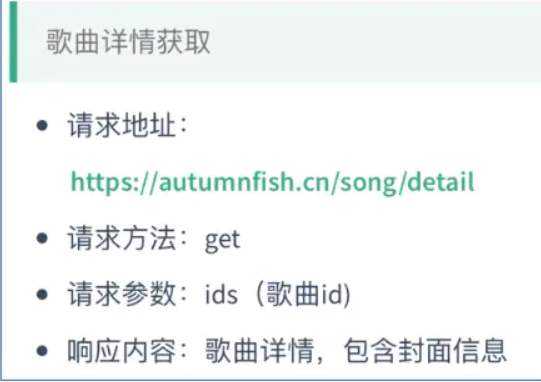 歌曲详情获取
请求地址：
https://autumnfish.cn/song/detail
请求方法：get
请求参数：ids（歌曲id)
响应内容：歌曲详情，包含封面信息